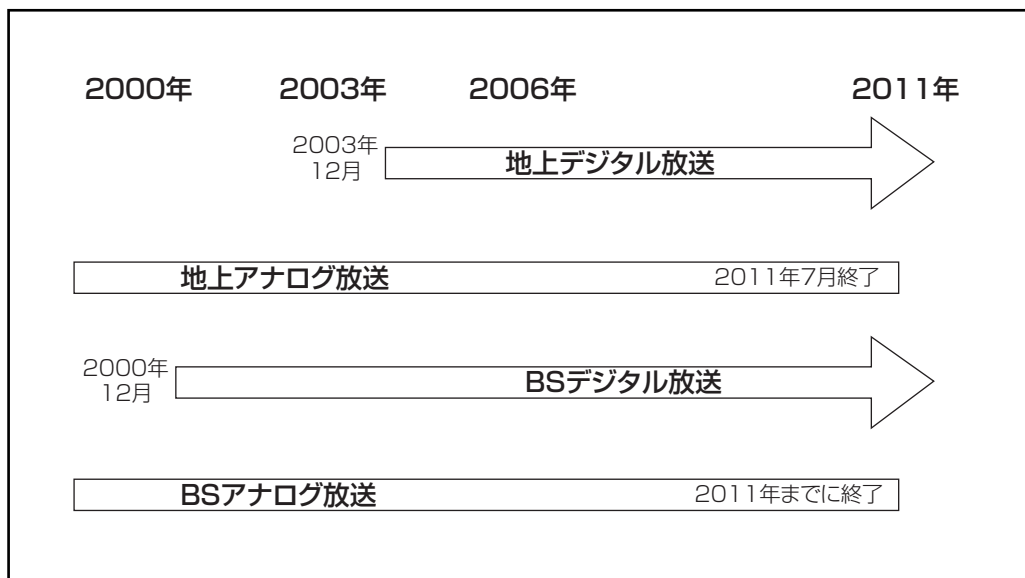 2000年 2003年 2006年 2011年
2003年
12月
地上デジタル放送
地上アナログ放送 2011年7月終了
2000年
12月
BSデジタル放送
BSアナログ放送 2011年までに終了